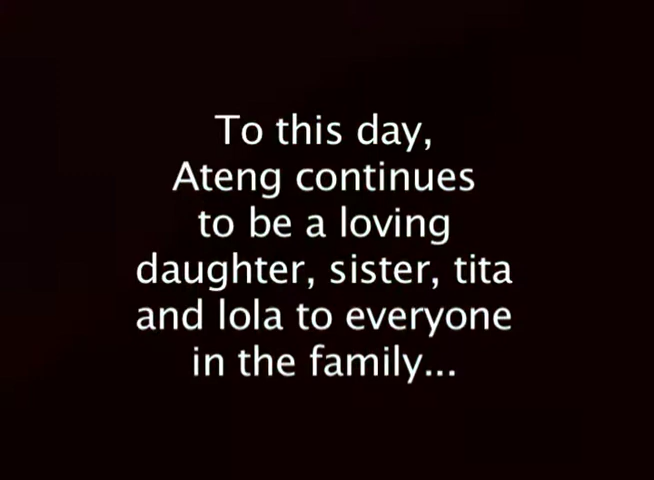 To this day,
Ateng continues
to be a loving
daughter, sister, tita
and lola to everyone
in the family...